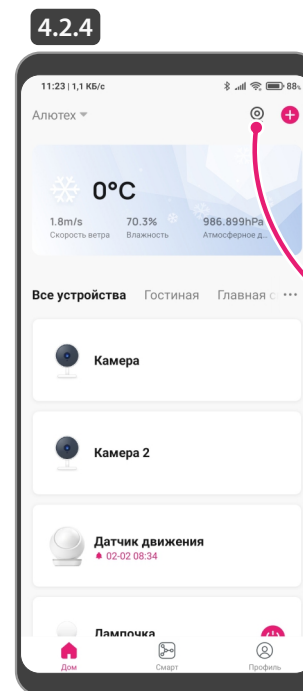 4.2.4
11:23 | 1,1 КБ/с 88%
Алютех
0°C
1.8m/s 70.3% 986.899hPa
Скорость ветра Влажность Атмосферное д...
Все устройства Гостиная Главная с ...
Камера
Камера 2
Датчик движения
02-02 08:34
Лампочка
Дом Смарт Профиль